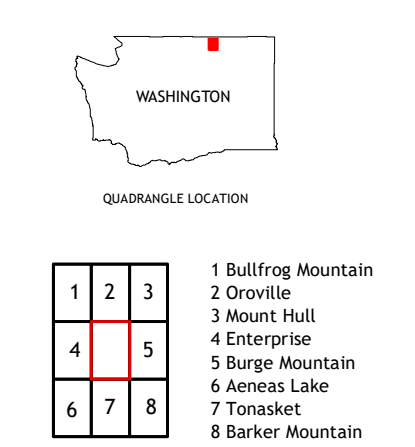 WASHINGTON
QUADRANGLE LOCATION
1 2 3
4 5
6 7 8
1 Bullfrog Mountain
2 Oroville
3 Mount Hull
4 Enterprise
5 Burge Mountain
6 Aeneas Lake
7 Tonasket
8 Barker Mountain